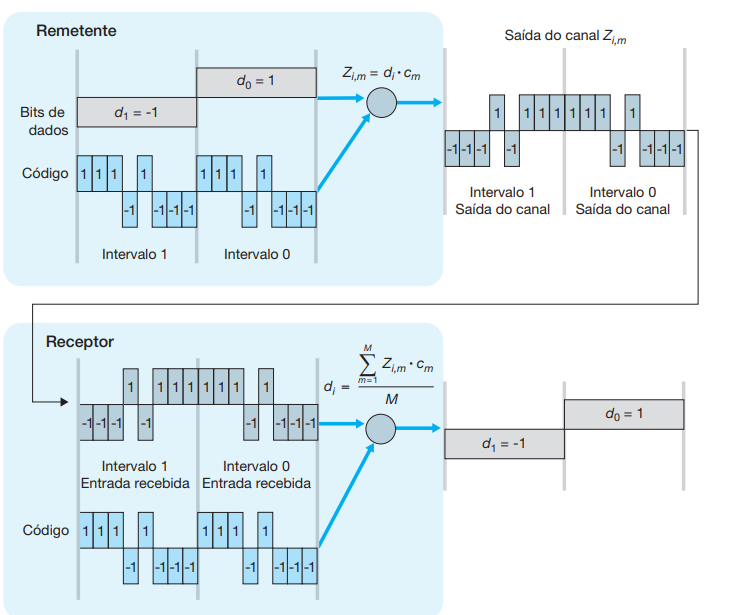 Remetente
Saída do canal Z_{i,m}
Z_{i,m} = d_i · c_m
d_0 = 1
Bits de
dados
d_1 = -1
1 1 1 1 1 1 1 1
-1-1-1 -1 -1 -1-1-1
Código
1 1 1 1 1 1 1 1
-1 -1-1-1 -1 -1-1-1
Intervalo 1
Intervalo 0
Intervalo 1
Saída do canal
Intervalo 0
Saída do canal
Receptor
1 1 1 1 1 1 1 1
-1-1-1 -1 -1 -1-1-1
d_i =
M
∑ Z_{i,m} · c_m
m=1
M
d_0 = 1
d_1 = -1
Intervalo 1
Entrada recebida
Intervalo 0
Entrada recebida
Código
1 1 1 1 1 1 1 1
-1 -1-1-1 -1 -1-1-1